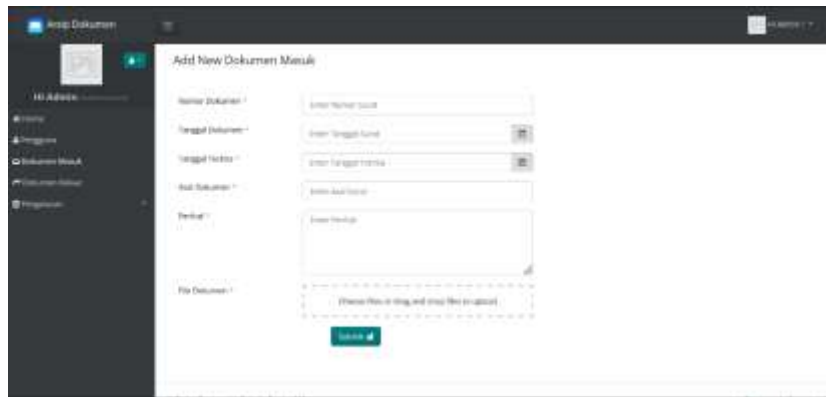 Arsip Dokumen
Hi Admin
Add New Dokumen Masuk
Hi Admin
Home
Pengguna
Dokumen Masuk
Dokumen Keluar
Pengaturan
Nomor Dokumen *
Enter Nomor Surat
Tanggal Dokumen *
Enter Tanggal Surat
Tanggal Terima *
Enter Tanggal Terima
Asal Dokumen *
Enter Asal Surat
Perihal *
Enter Perihal
File Dokumen *
Choose files or drag and drop files to upload
Submit